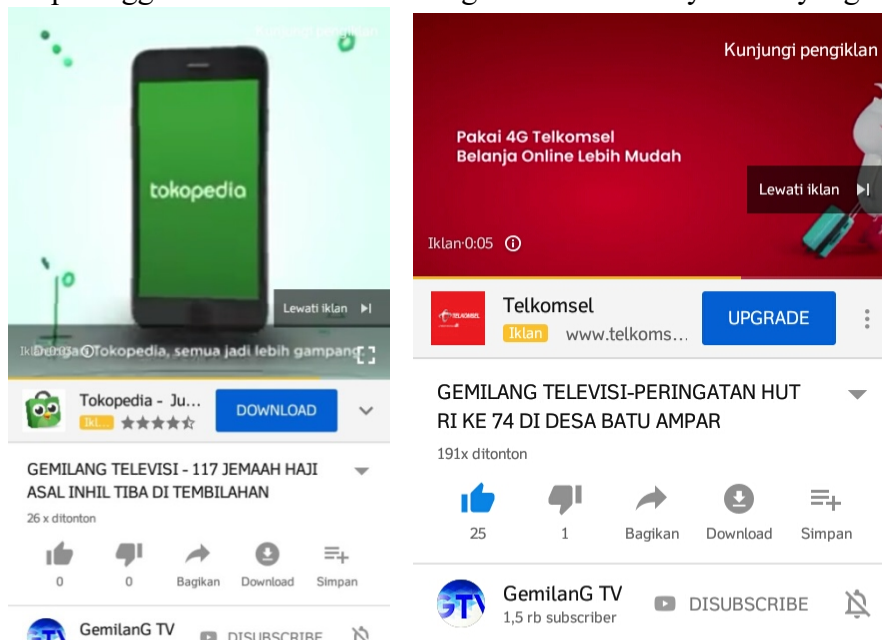 Kunjungi pengiklan
tokopedia
Lewati iklan
Dengan Tokopedia, semua jadi lebih gampang.
Tokopedia - Ju...
Ikl...
DOWNLOAD
GEMILANG TELEVISI - 117 JEMAAH HAJI
ASAL INHIL TIBA DI TEMBILAHAN
26 x ditonton
0
0
Bagikan
Download
Simpan
GemilanG TV
DISUBSCRIBE
Kunjungi pengiklan
Pakai 4G Telkomsel
Belanja Online Lebih Mudah
Lewati iklan
Iklan·0:05
TELKOMSEL
Telkomsel
Iklan www.telkoms...
UPGRADE
GEMILANG TELEVISI-PERINGATAN HUT
RI KE 74 DI DESA BATU AMPAR
191x ditonton
25
1
Bagikan
Download
Simpan
GTV
GemilanG TV
1,5 rb subscriber
DISUBSCRIBE